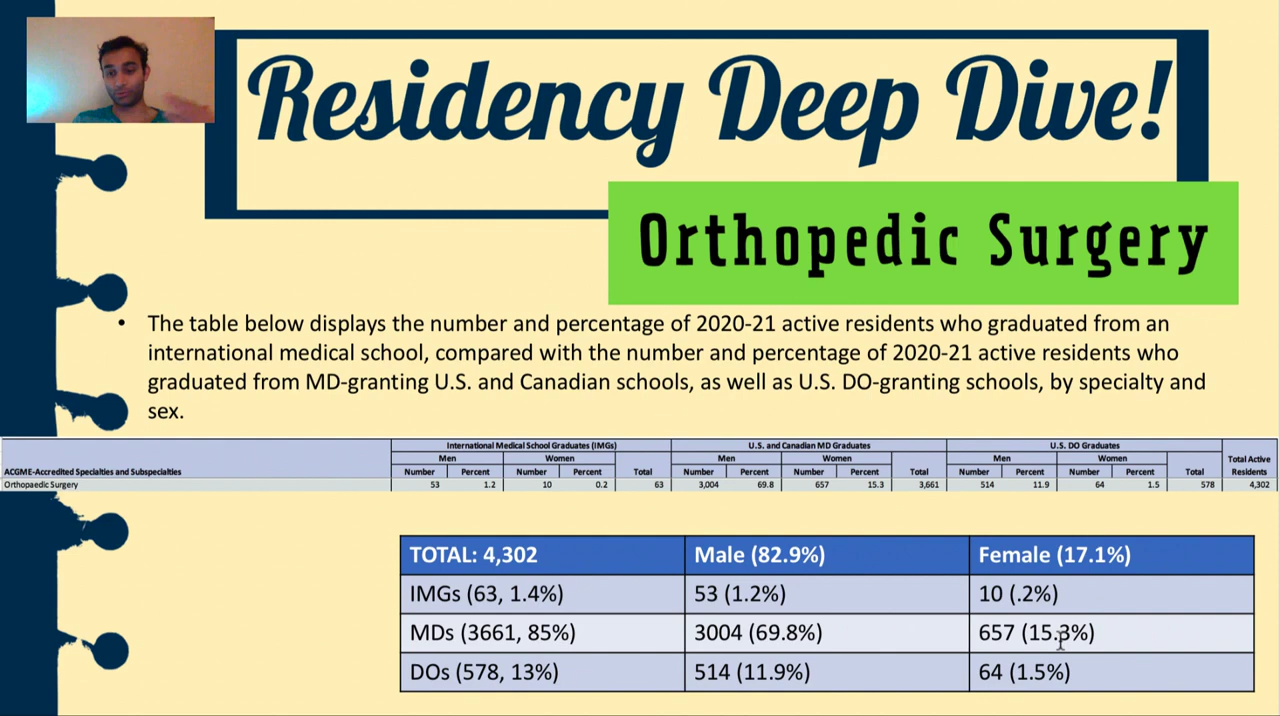 Residency Deep Dive!
Orthopedic Surgery
• The table below displays the number and percentage of 2020-21 active residents who graduated from an
international medical school, compared with the number and percentage of 2020-21 active residents who
graduated from MD-granting U.S. and Canadian schools, as well as U.S. DO-granting schools, by specialty and
sex.
International Medical School Graduates (IMGs) U.S. and Canadian MD Graduates U.S. DO Graduates
Men Women Men Women Men Women Total Active
ACGME-Accredited Specialties and Subspecialties Number Percent Number Percent Total Number Percent Number Percent Total Number Percent Number Percent Total Residents
Orthopaedic Surgery 53 1.2 10 0.2 63 3,004 69.8 657 15.3 3,661 514 11.9 64 1.5 578 4,302
TOTAL: 4,302 Male (82.9%) Female (17.1%)
IMGs (63, 1.4%) 53 (1.2%) 10 (.2%)
MDs (3661, 85%) 3004 (69.8%) 657 (15.3%)
DOs (578, 13%) 514 (11.9%) 64 (1.5%)